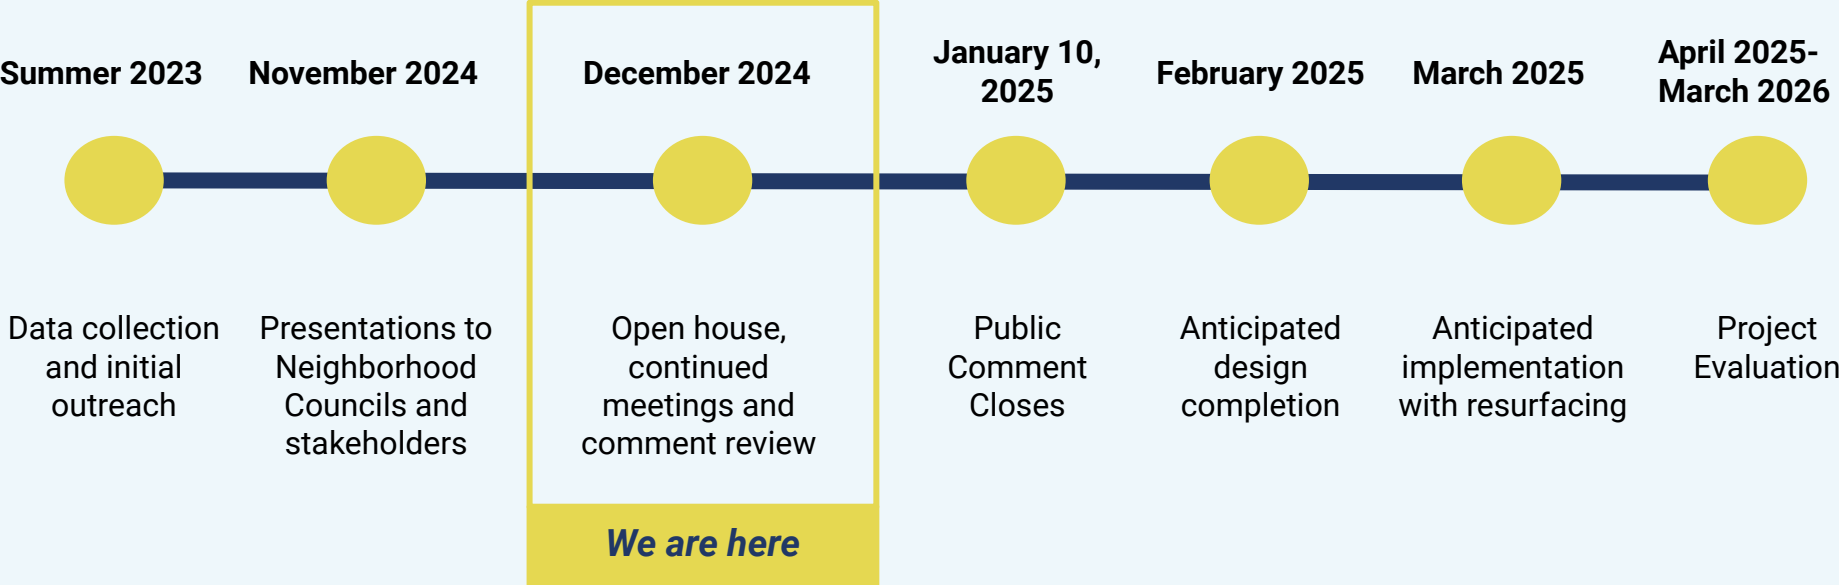 Summer 2023
November 2024
December 2024
January 10,
2025
February 2025
March 2025
April 2025-
March 2026
Data collection
and initial
outreach
Presentations to
Neighborhood
Councils and
stakeholders
Open house,
continued
meetings and
comment review
Public
Comment
Closes
Anticipated
design
completion
Anticipated
implementation
with resurfacing
Project
Evaluation
We are here